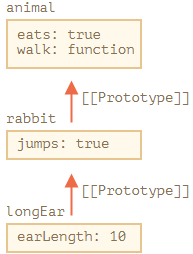 animal
eats: true
walk: function
[[Prototype]]
rabbit
jumps: true
[[Prototype]]
longEar
earLength: 10